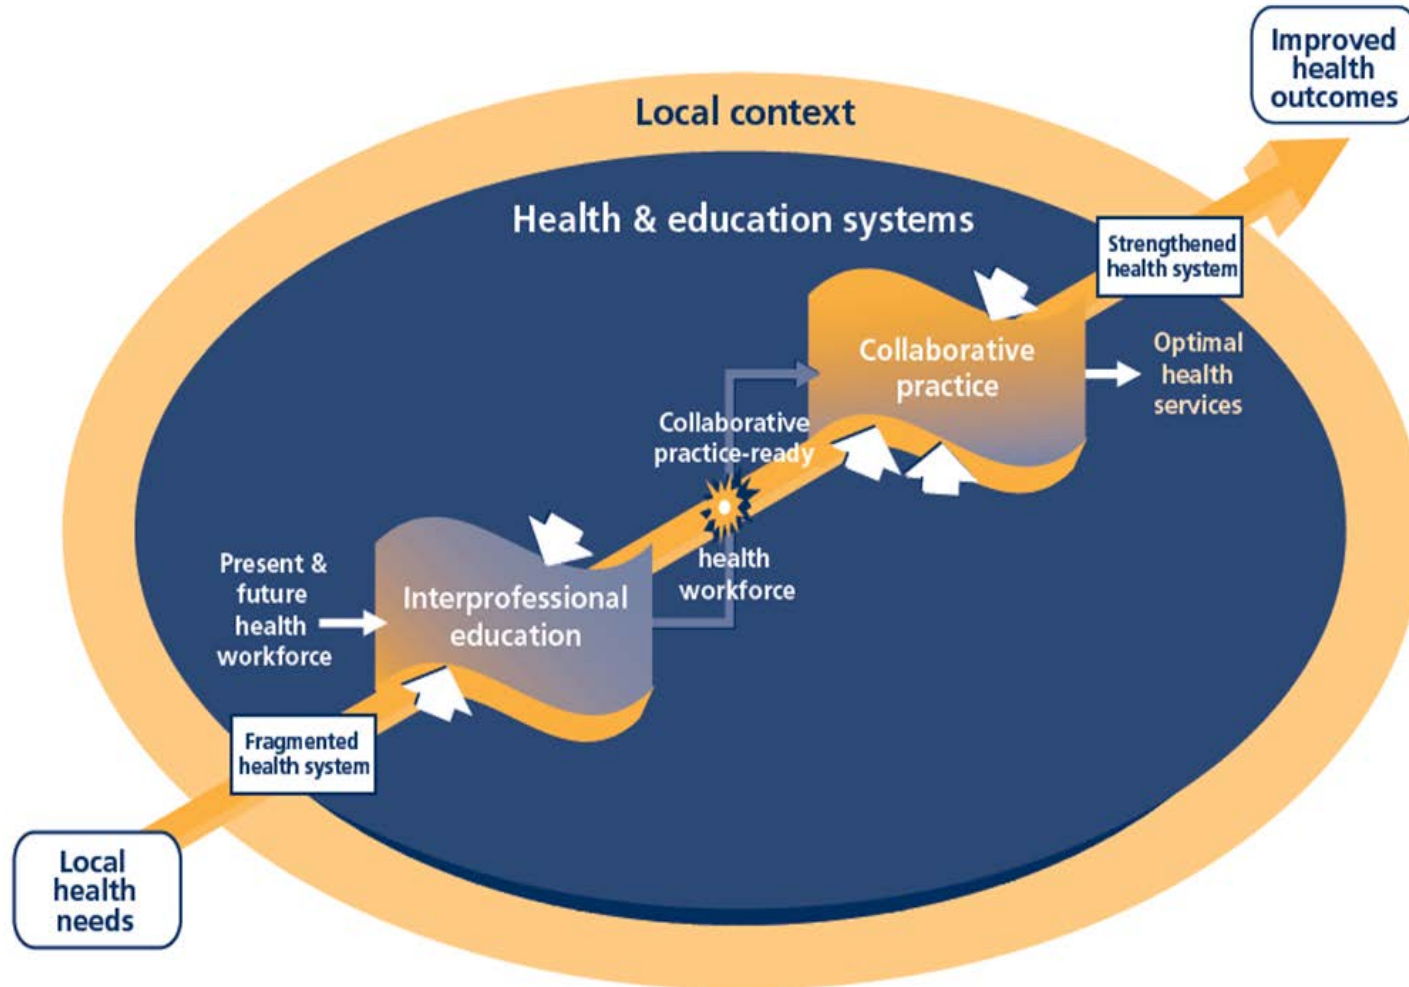 Improved
health
outcomes
Local context
Health & education systems
Strengthened
health system
Collaborative
practice
Optimal
health
services
Collaborative
practice-ready
health
workforce
Present &
future
health
workforce
Interprofessional
education
Fragmented
health system
Local
health
needs